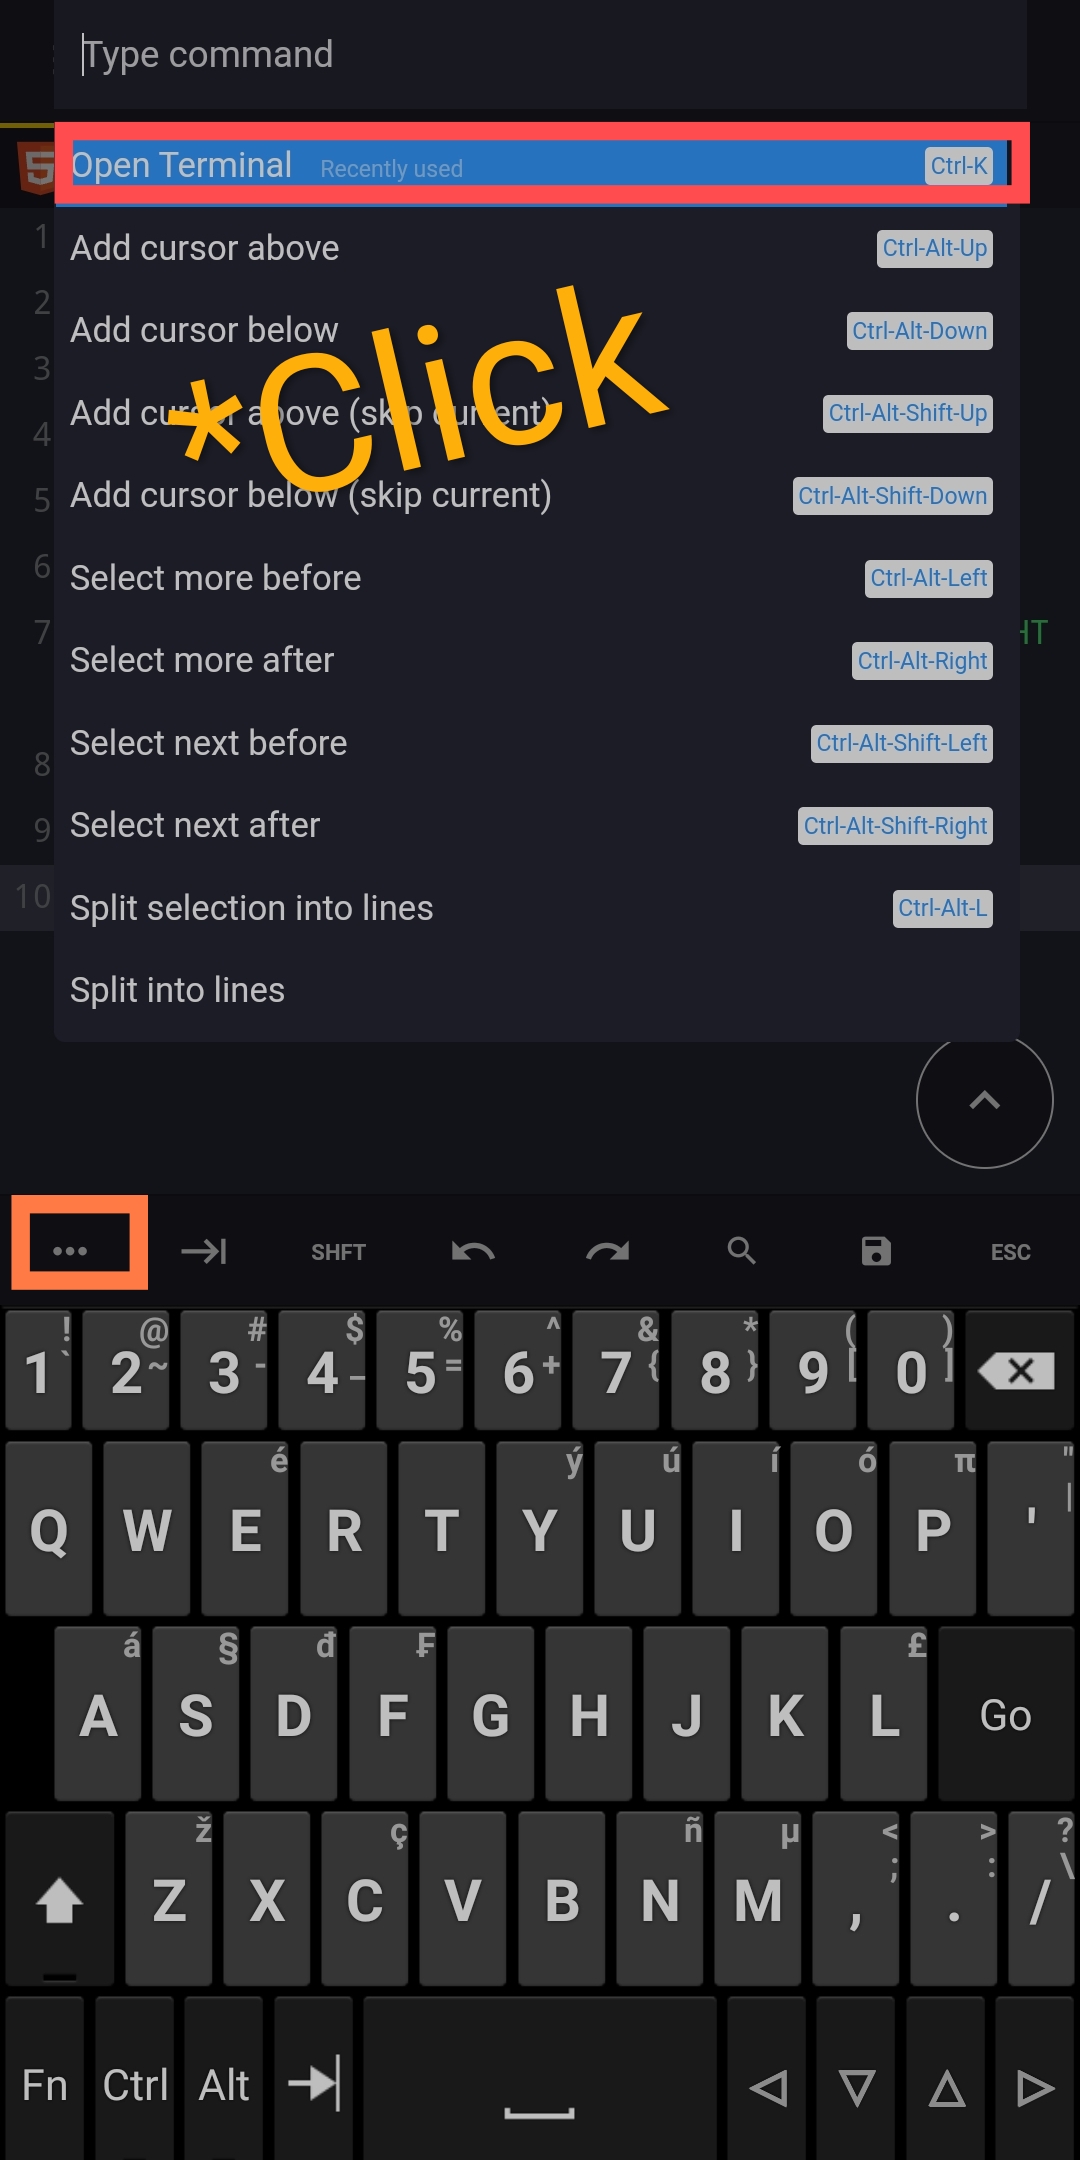 Type command
5
Open Terminal Recently used Ctrl-K
1
Add cursor above Ctrl-Alt-Up
2
Add cursor below Ctrl-Alt-Down
3
*Click
Add cursor above (skip current) Ctrl-Alt-Shift-Up
4
Add cursor below (skip current) Ctrl-Alt-Shift-Down
5
Select more before Ctrl-Alt-Left
6
7 HT
Select more after Ctrl-Alt-Right
Select next before Ctrl-Alt-Shift-Left
8
Select next after Ctrl-Alt-Shift-Right
9
Split selection into lines Ctrl-Alt-L
10
Split into lines
... SHFT ESC
! @ # $ % ^ & * ( )
1 ` 2 ~ 3 - 4 _ 5 = 6 + 7 { 8 } 9 [ 0 ]
é ý ú í ó π "
Q W E R T Y U I O P ' |
á § đ ₣ £
A S D F G H J K L Go
ž ç ñ µ < > ?
Z X C V B N M , ; . : / \
Fn Ctrl Alt